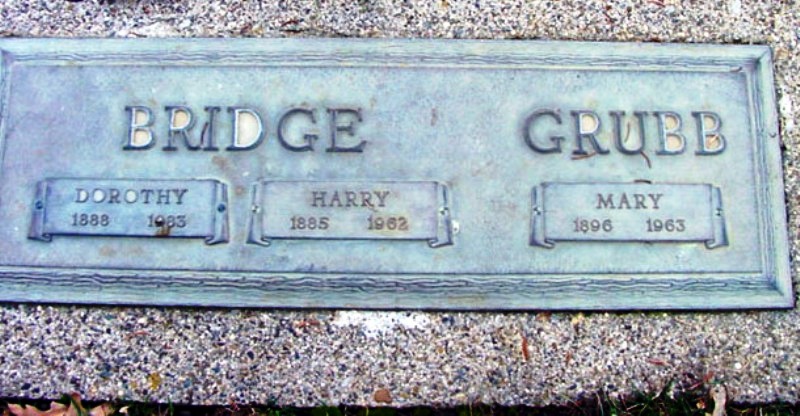 BRIDGE GRUBB
DOROTHY HARRY MARY
1888 1983 1885 1962 1896 1963